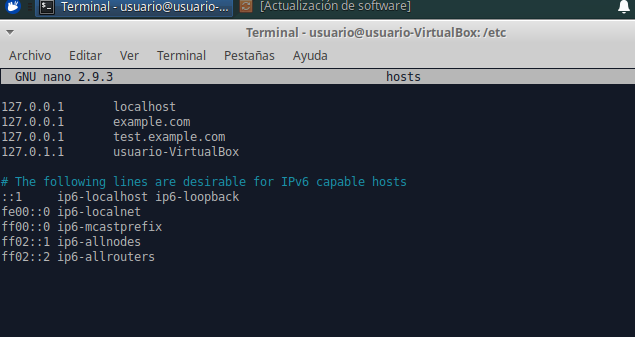 Terminal - usuario@usuario-... [Actualización de software]
Terminal - usuario@usuario-VirtualBox: /etc
Archivo Editar Ver Terminal Pestañas Ayuda
GNU nano 2.9.3 hosts
127.0.0.1 localhost
127.0.0.1 example.com
127.0.0.1 test.example.com
127.0.1.1 usuario-VirtualBox
# The following lines are desirable for IPv6 capable hosts
::1 ip6-localhost ip6-loopback
fe00::0 ip6-localnet
ff00::0 ip6-mcastprefix
ff02::1 ip6-allnodes
ff02::2 ip6-allrouters